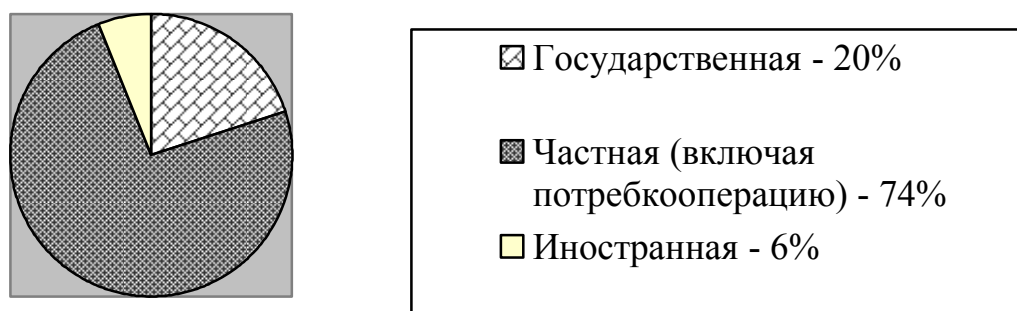 Государственная - 20%
Частная (включая
потребкооперацию) - 74%
Иностранная - 6%